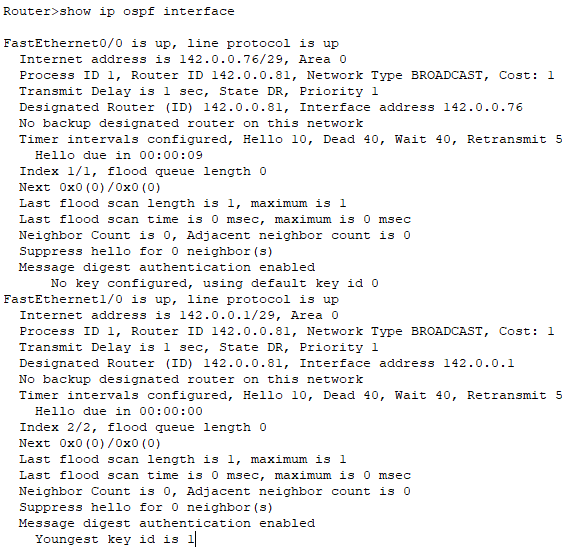 Router>show ip ospf interface

FastEthernet0/0 is up, line protocol is up
  Internet address is 142.0.0.76/29, Area 0
  Process ID 1, Router ID 142.0.0.81, Network Type BROADCAST, Cost: 1
  Transmit Delay is 1 sec, State DR, Priority 1
  Designated Router (ID) 142.0.0.81, Interface address 142.0.0.76
  No backup designated router on this network
  Timer intervals configured, Hello 10, Dead 40, Wait 40, Retransmit 5
    Hello due in 00:00:09
  Index 1/1, flood queue length 0
  Next 0x0(0)/0x0(0)
  Last flood scan length is 1, maximum is 1
  Last flood scan time is 0 msec, maximum is 0 msec
  Neighbor Count is 0, Adjacent neighbor count is 0
  Suppress hello for 0 neighbor(s)
  Message digest authentication enabled
      No key configured, using default key id 0
FastEthernet1/0 is up, line protocol is up
  Internet address is 142.0.0.1/29, Area 0
  Process ID 1, Router ID 142.0.0.81, Network Type BROADCAST, Cost: 1
  Transmit Delay is 1 sec, State DR, Priority 1
  Designated Router (ID) 142.0.0.81, Interface address 142.0.0.1
  No backup designated router on this network
  Timer intervals configured, Hello 10, Dead 40, Wait 40, Retransmit 5
    Hello due in 00:00:00
  Index 2/2, flood queue length 0
  Next 0x0(0)/0x0(0)
  Last flood scan length is 1, maximum is 1
  Last flood scan time is 0 msec, maximum is 0 msec
  Neighbor Count is 0, Adjacent neighbor count is 0
  Suppress hello for 0 neighbor(s)
  Message digest authentication enabled
    Youngest key id is 1